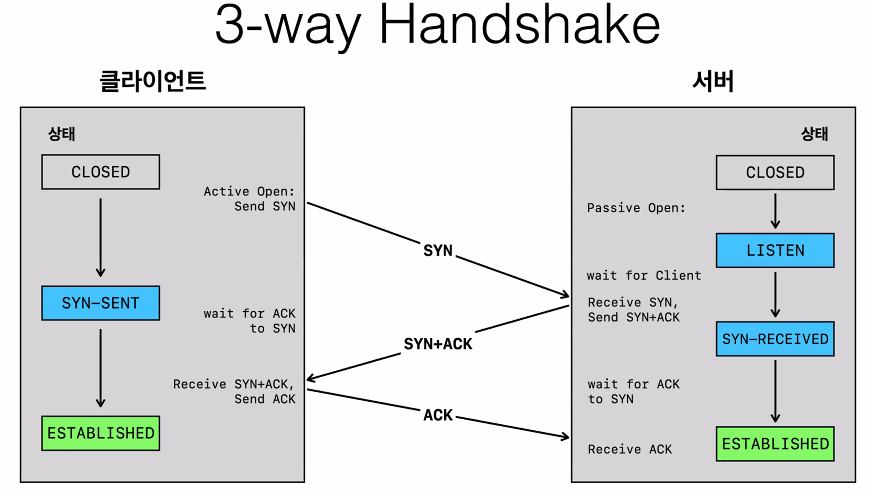 3-way Handshake
클라이언트
서버
상태
CLOSED
Active Open:
Send SYN
SYN-SENT
wait for ACK
to SYN
Receive SYN+ACK,
Send ACK
ESTABLISHED
SYN
SYN+ACK
ACK
상태
CLOSED
Passive Open:
LISTEN
wait for Client
Receive SYN,
Send SYN+ACK
SYN-RECEIVED
wait for ACK
to SYN
Receive ACK
ESTABLISHED